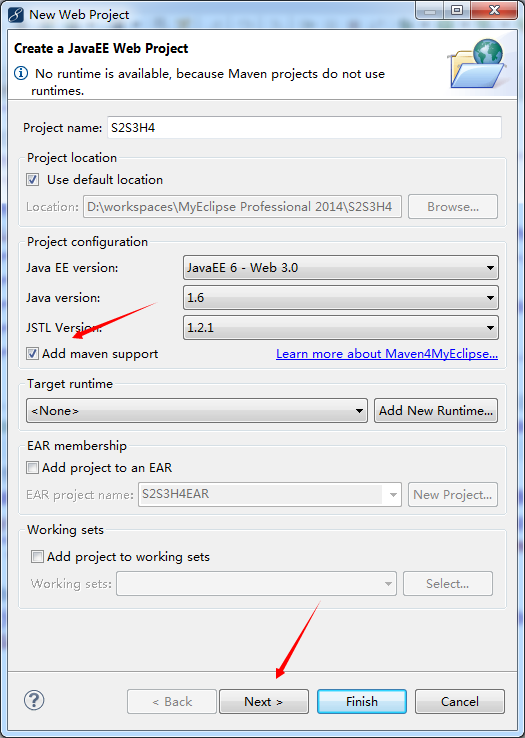 New Web Project
Create a JavaEE Web Project
No runtime is available, because Maven projects do not use
runtimes.
Project name: S2S3H4
Project location
Use default location
Location: D:\workspaces\MyEclipse Professional 2014\S2S3H4 Browse...
Project configuration
Java EE version: JavaEE 6 - Web 3.0
Java version: 1.6
JSTL Version: 1.2.1
Add maven support Learn more about Maven4MyEclipse...
Target runtime
<None> Add New Runtime...
EAR membership
Add project to an EAR
EAR project name: S2S3H4EAR New Project...
Working sets
Add project to working sets
Working sets: Select...
? < Back Next > Finish Cancel